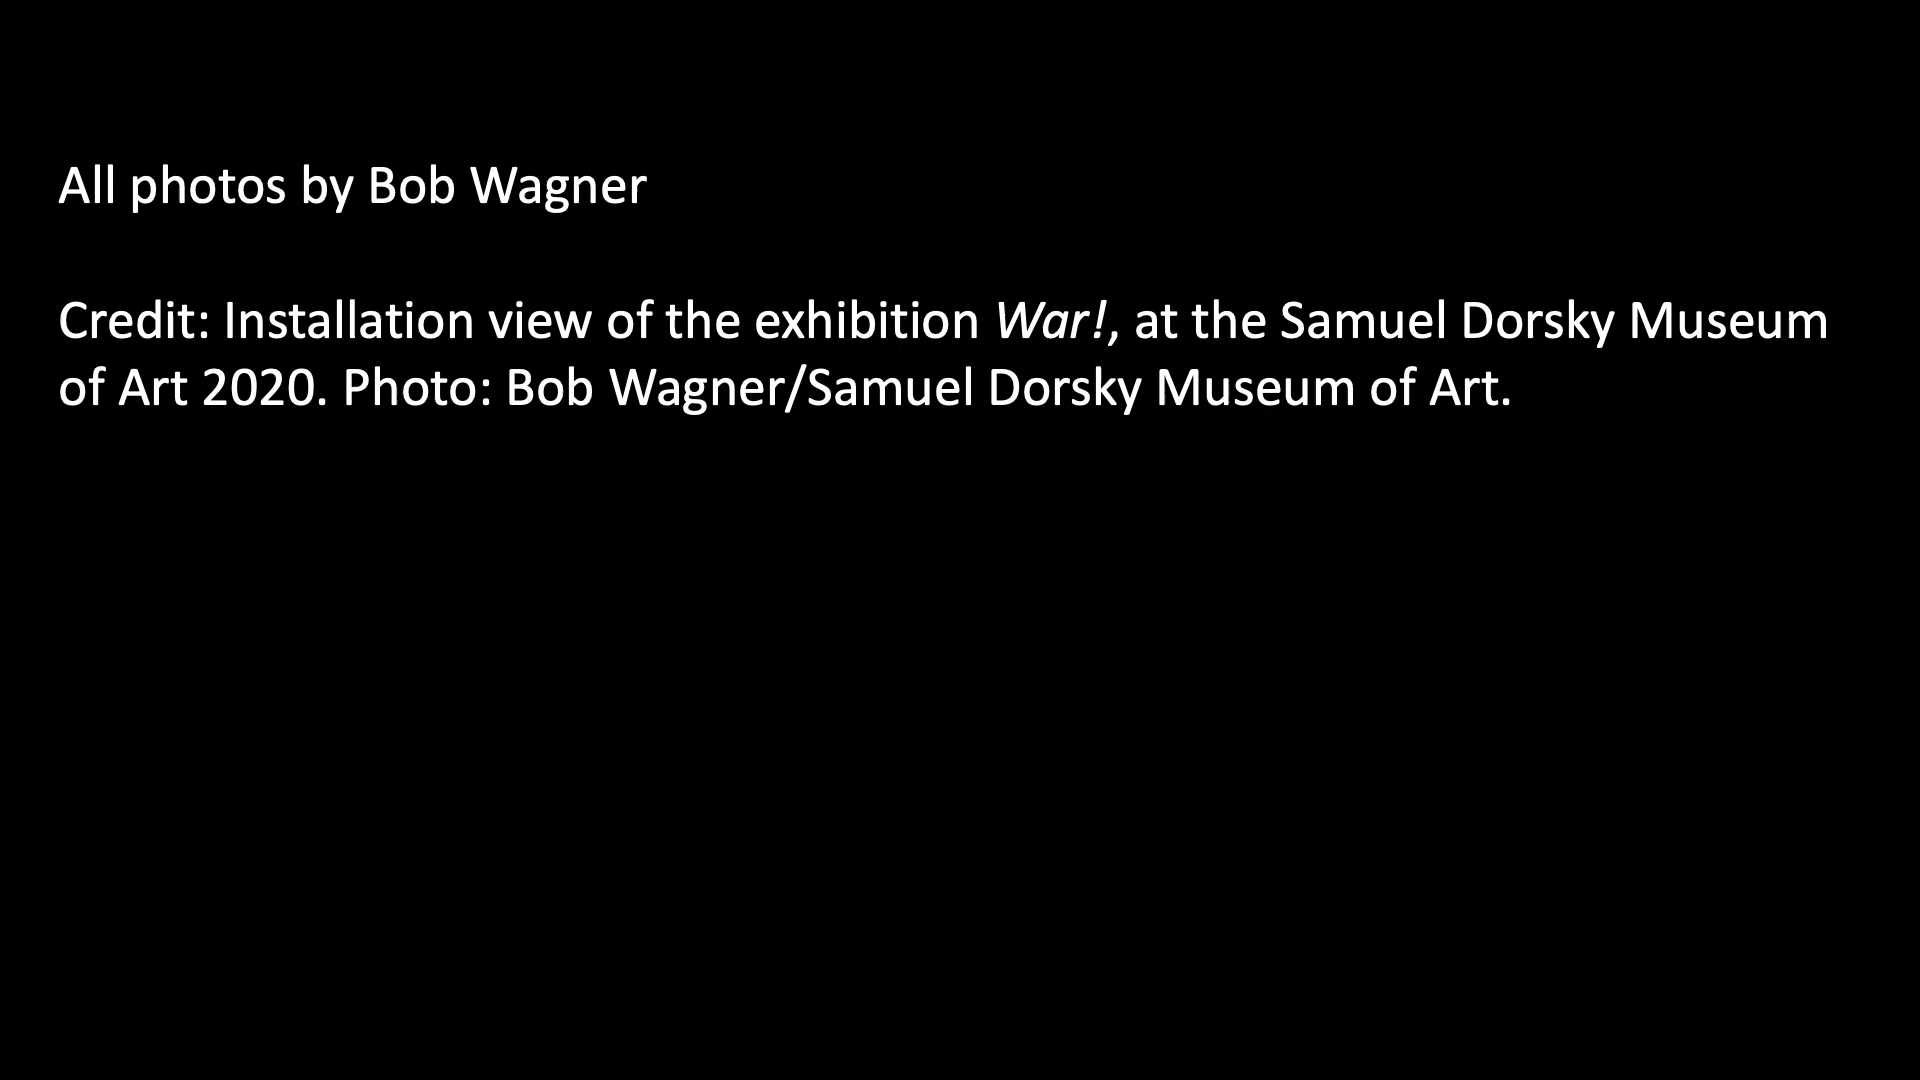 All photos by Bob Wagner
Credit: Installation view of the exhibition War!, at the Samuel Dorsky Museum
of Art 2020. Photo: Bob Wagner/Samuel Dorsky Museum of Art.